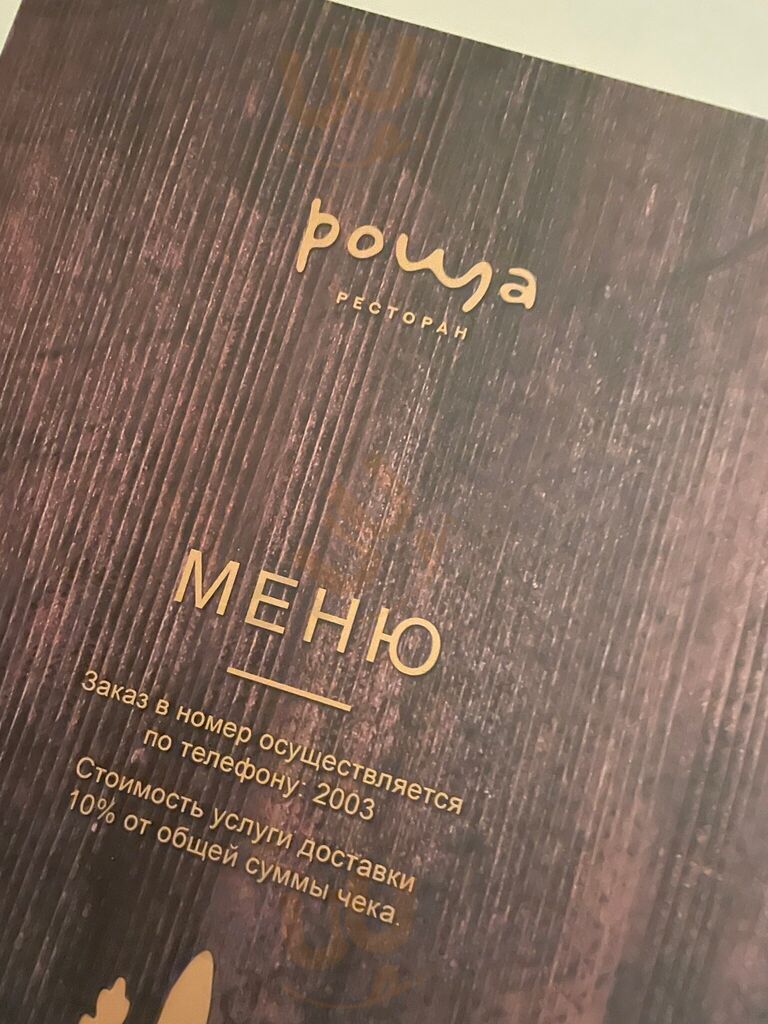 роща
РЕСТОРАН
МЕНЮ
Заказ в номер осуществляется
по телефону: 2003
Стоимость услуги доставки
10% от общей суммы чека.